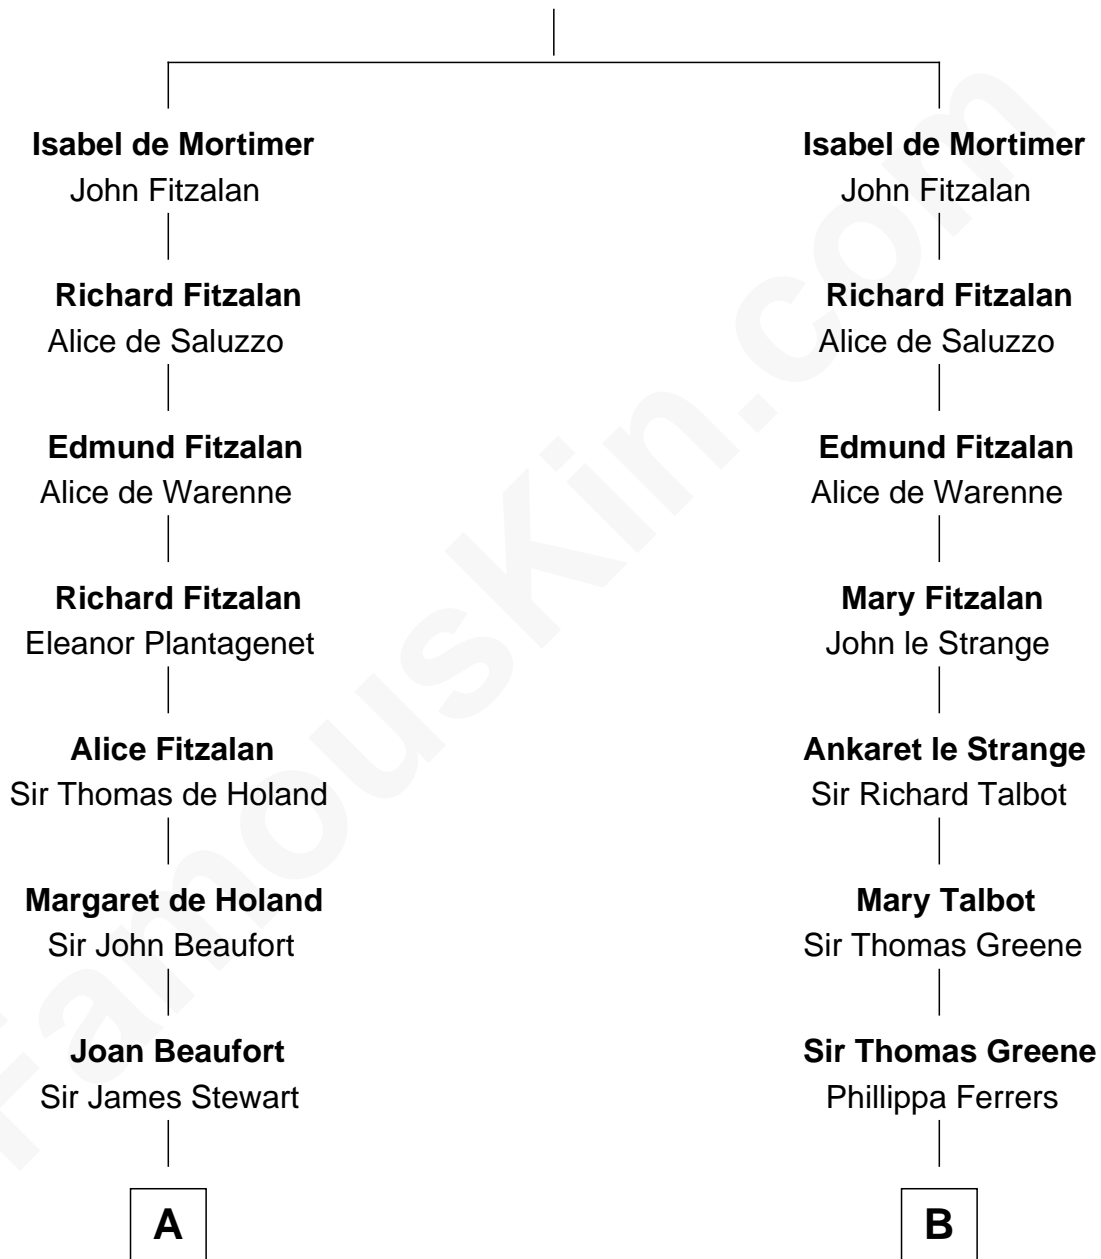 Isabel de Mortimer
John Fitzalan
Richard Fitzalan
Alice de Saluzzo
Edmund Fitzalan
Alice de Warenne
Richard Fitzalan
Eleanor Plantagenet
Alice Fitzalan
Sir Thomas de Holand
Margaret de Holand
Sir John Beaufort
Joan Beaufort
Sir James Stewart
A
Isabel de Mortimer
John Fitzalan
Richard Fitzalan
Alice de Saluzzo
Edmund Fitzalan
Alice de Warenne
Mary Fitzalan
John le Strange
Ankaret le Strange
Sir Richard Talbot
Mary Talbot
Sir Thomas Greene
Sir Thomas Greene
Phillippa Ferrers
B
FamousKin.com